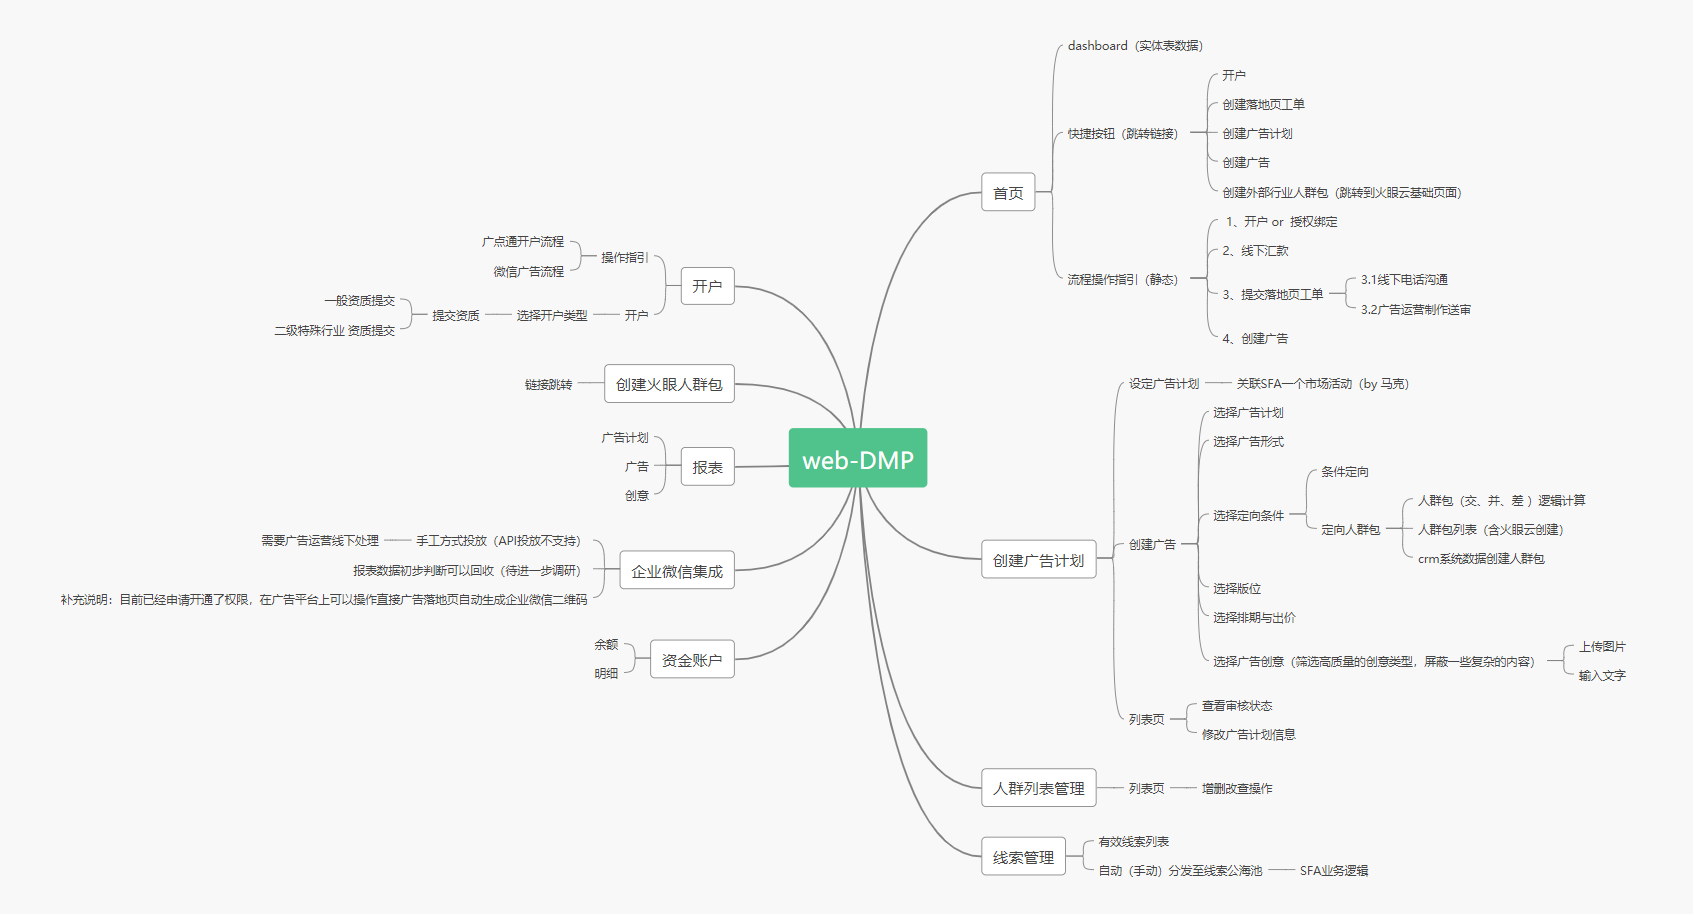 web-DMP
首页
dashboard（实体表数据）
快捷按钮（跳转链接）
开户
创建落地页工单
创建广告计划
创建广告
创建外部行业人群包（跳转到火眼云基础页面）
流程操作指引（静态）
1、开户 or 授权绑定
2、线下汇款
3、提交落地页工单
3.1线下电话沟通
3.2广告运营制作送审
4、创建广告
创建广告计划
设定广告计划
关联SFA一个市场活动（by 马克）
创建广告
选择广告计划
选择广告形式
选择定向条件
条件定向
定向人群包
人群包（交、并、差 ）逻辑计算
人群包列表（含火眼云创建）
crm系统数据创建人群包
选择版位
选择排期与出价
选择广告创意（筛选高质量的创意类型，屏蔽一些复杂的内容）
上传图片
输入文字
列表页
查看审核状态
修改广告计划信息
人群列表管理
列表页
增删改查操作
线索管理
有效线索列表
自动（手动）分发至线索公海池
SFA业务逻辑
开户
操作指引
广点通开户流程
微信广告流程
开户
选择开户类型
提交资质
一般资质提交
二级特殊行业 资质提交
创建火眼人群包
链接跳转
报表
广告计划
广告
创意
企业微信集成
手工方式投放（API投放不支持）
需要广告运营线下处理
报表数据初步判断可以回收（待进一步调研）
补充说明：目前已经申请开通了权限，在广告平台上可以操作直接广告落地页自动生成企业微信二维码
资金账户
余额
明细